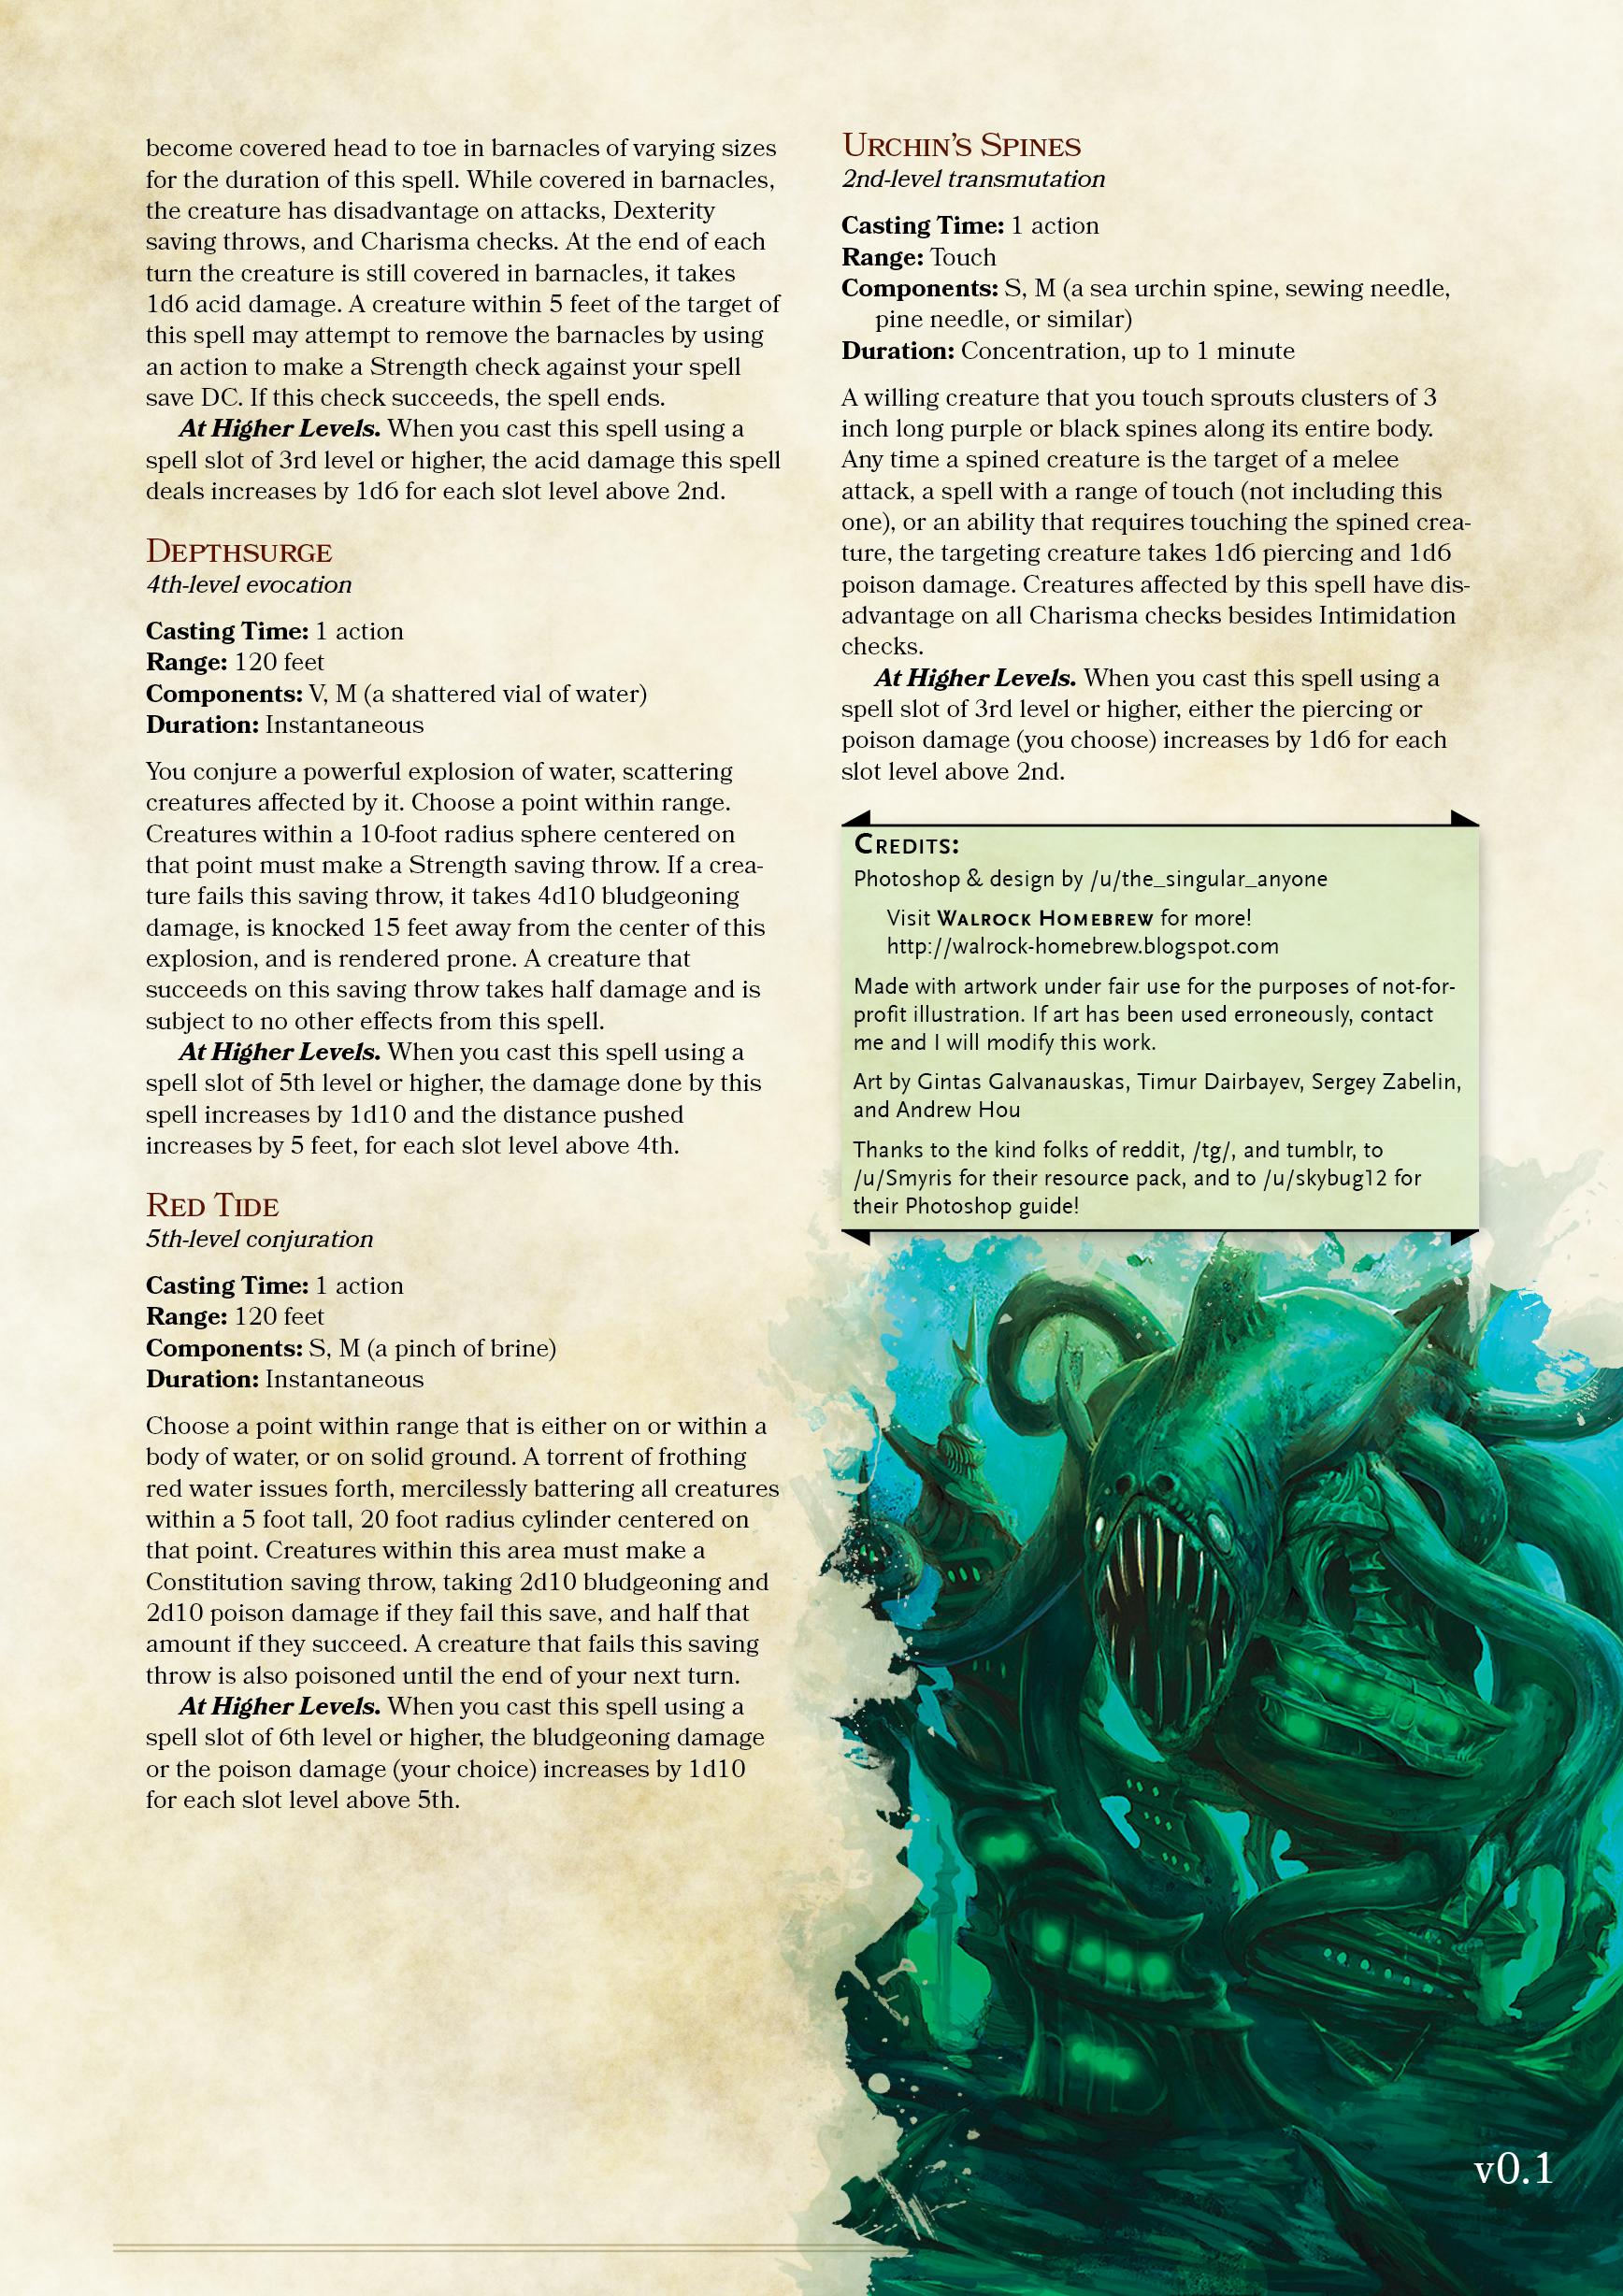 become covered head to toe in barnacles of varying sizes
for the duration of this spell. While covered in barnacles,
the creature has disadvantage on attacks, Dexterity
saving throws, and Charisma checks. At the end of each
turn the creature is still covered in barnacles, it takes
1d6 acid damage. A creature within 5 feet of the target of
this spell may attempt to remove the barnacles by using
an action to make a Strength check against your spell
save DC. If this check succeeds, the spell ends.
At Higher Levels. When you cast this spell using a
spell slot of 3rd level or higher, the acid damage this spell
deals increases by 1d6 for each slot level above 2nd.
Depthsurge
4th-level evocation
Casting Time: 1 action
Range: 120 feet
Components: V, M (a shattered vial of water)
Duration: Instantaneous
You conjure a powerful explosion of water, scattering
creatures affected by it. Choose a point within range.
Creatures within a 10-foot radius sphere centered on
that point must make a Strength saving throw. If a crea-
ture fails this saving throw, it takes 4d10 bludgeoning
damage, is knocked 15 feet away from the center of this
explosion, and is rendered prone. A creature that
succeeds on this saving throw takes half damage and is
subject to no other effects from this spell.
At Higher Levels. When you cast this spell using a
spell slot of 5th level or higher, the damage done by this
spell increases by 1d10 and the distance pushed
increases by 5 feet, for each slot level above 4th.
Red Tide
5th-level conjuration
Casting Time: 1 action
Range: 120 feet
Components: S, M (a pinch of brine)
Duration: Instantaneous
Choose a point within range that is either on or within a
body of water, or on solid ground. A torrent of frothing
red water issues forth, mercilessly battering all creatures
within a 5 foot tall, 20 foot radius cylinder centered on
that point. Creatures within this area must make a
Constitution saving throw, taking 2d10 bludgeoning and
2d10 poison damage if they fail this save, and half that
amount if they succeed. A creature that fails this saving
throw is also poisoned until the end of your next turn.
At Higher Levels. When you cast this spell using a
spell slot of 6th level or higher, the bludgeoning damage
or the poison damage (your choice) increases by 1d10
for each slot level above 5th.
Urchin's Spines
2nd-level transmutation
Casting Time: 1 action
Range: Touch
Components: S, M (a sea urchin spine, sewing needle,
pine needle, or similar)
Duration: Concentration, up to 1 minute
A willing creature that you touch sprouts clusters of 3
inch long purple or black spines along its entire body.
Any time a spined creature is the target of a melee
attack, a spell with a range of touch (not including this
one), or an ability that requires touching the spined crea-
ture, the targeting creature takes 1d6 piercing and 1d6
poison damage. Creatures affected by this spell have dis-
advantage on all Charisma checks besides Intimidation
checks.
At Higher Levels. When you cast this spell using a
spell slot of 3rd level or higher, either the piercing or
poison damage (you choose) increases by 1d6 for each
slot level above 2nd.
Credits:
Photoshop & design by /u/the_singular_anyone
Visit Walrock Homebrew for more!
http://walrock-homebrew.blogspot.com
Made with artwork under fair use for the purposes of not-for-
profit illustration. If art has been used erroneously, contact
me and I will modify this work.
Art by Gintas Galvanauskas, Timur Dairbayev, Sergey Zabelin,
and Andrew Hou
Thanks to the kind folks of reddit, /tg/, and tumblr, to
/u/Smyris for their resource pack, and to /u/skybug12 for
their Photoshop guide!
v0.1